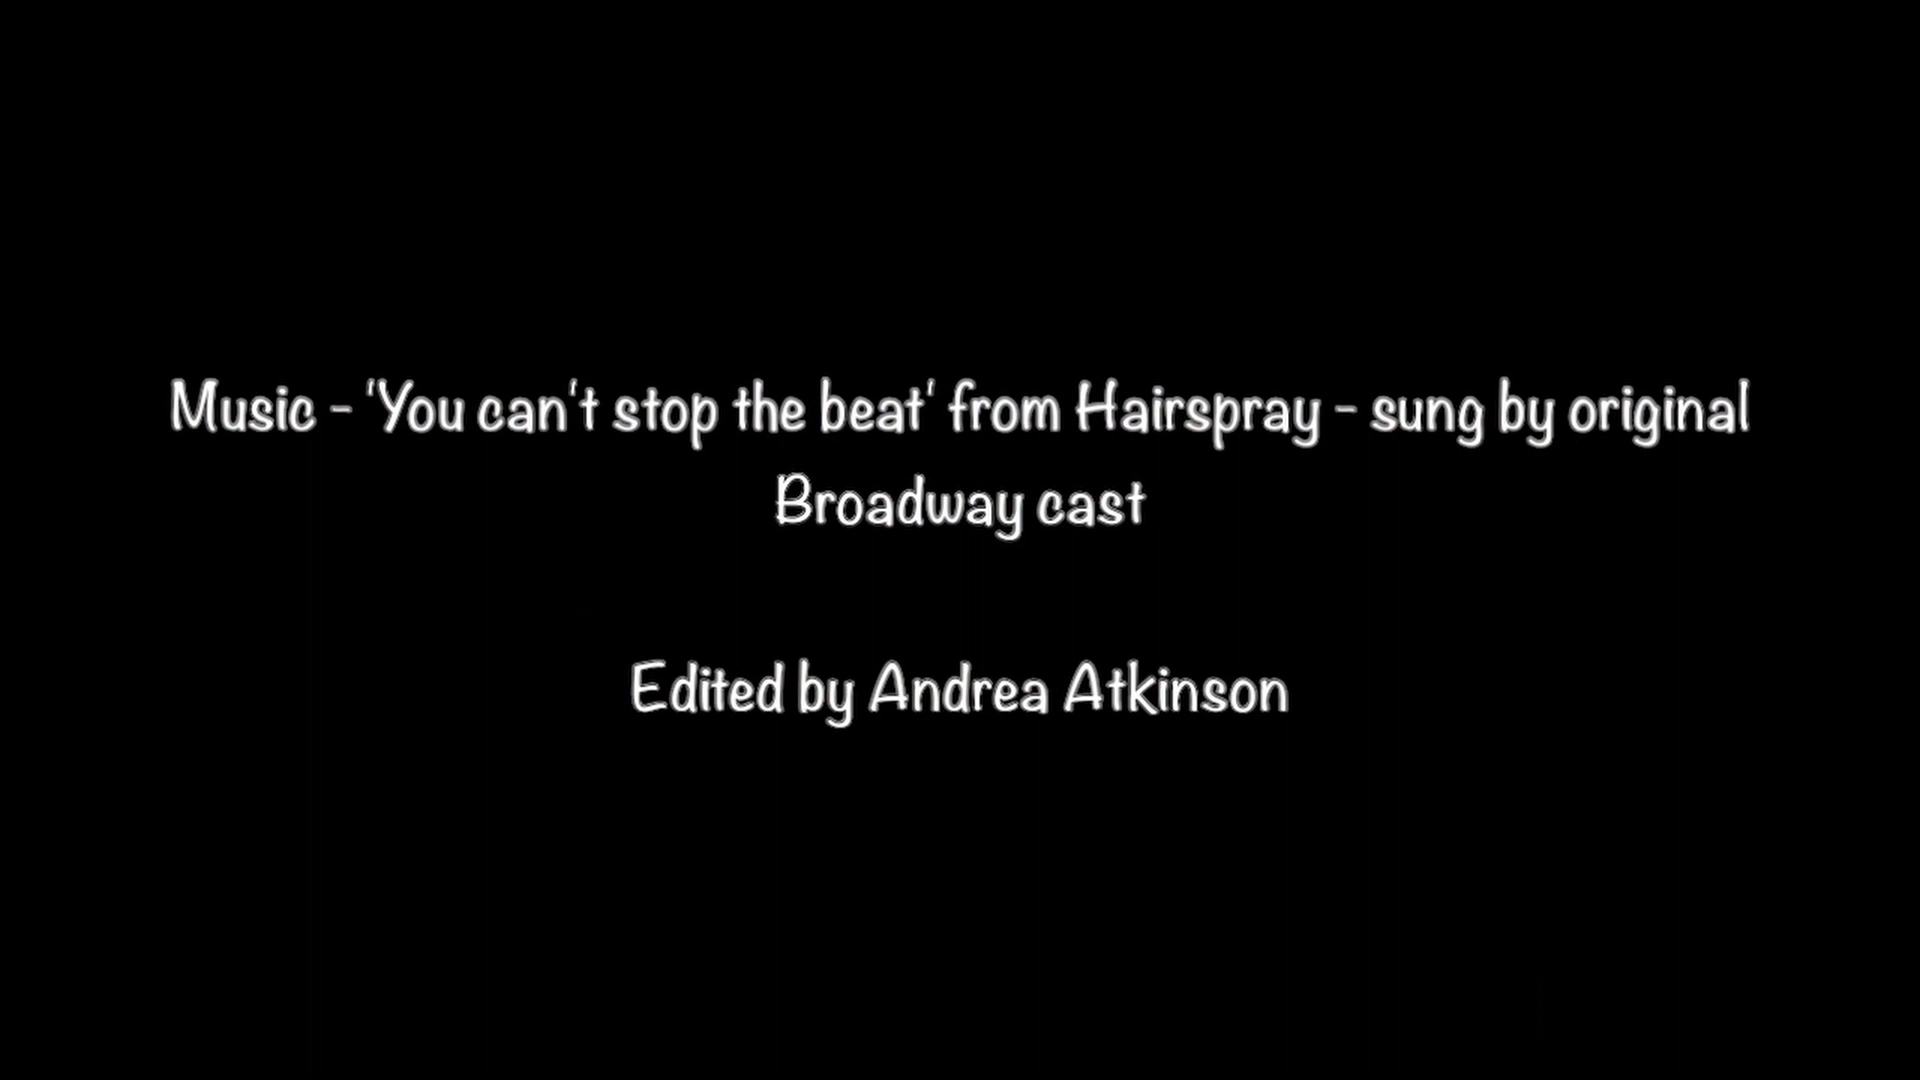 Music - 'You can't stop the beat' from Hairspray - sung by original
Broadway cast
Edited by Andrea Atkinson